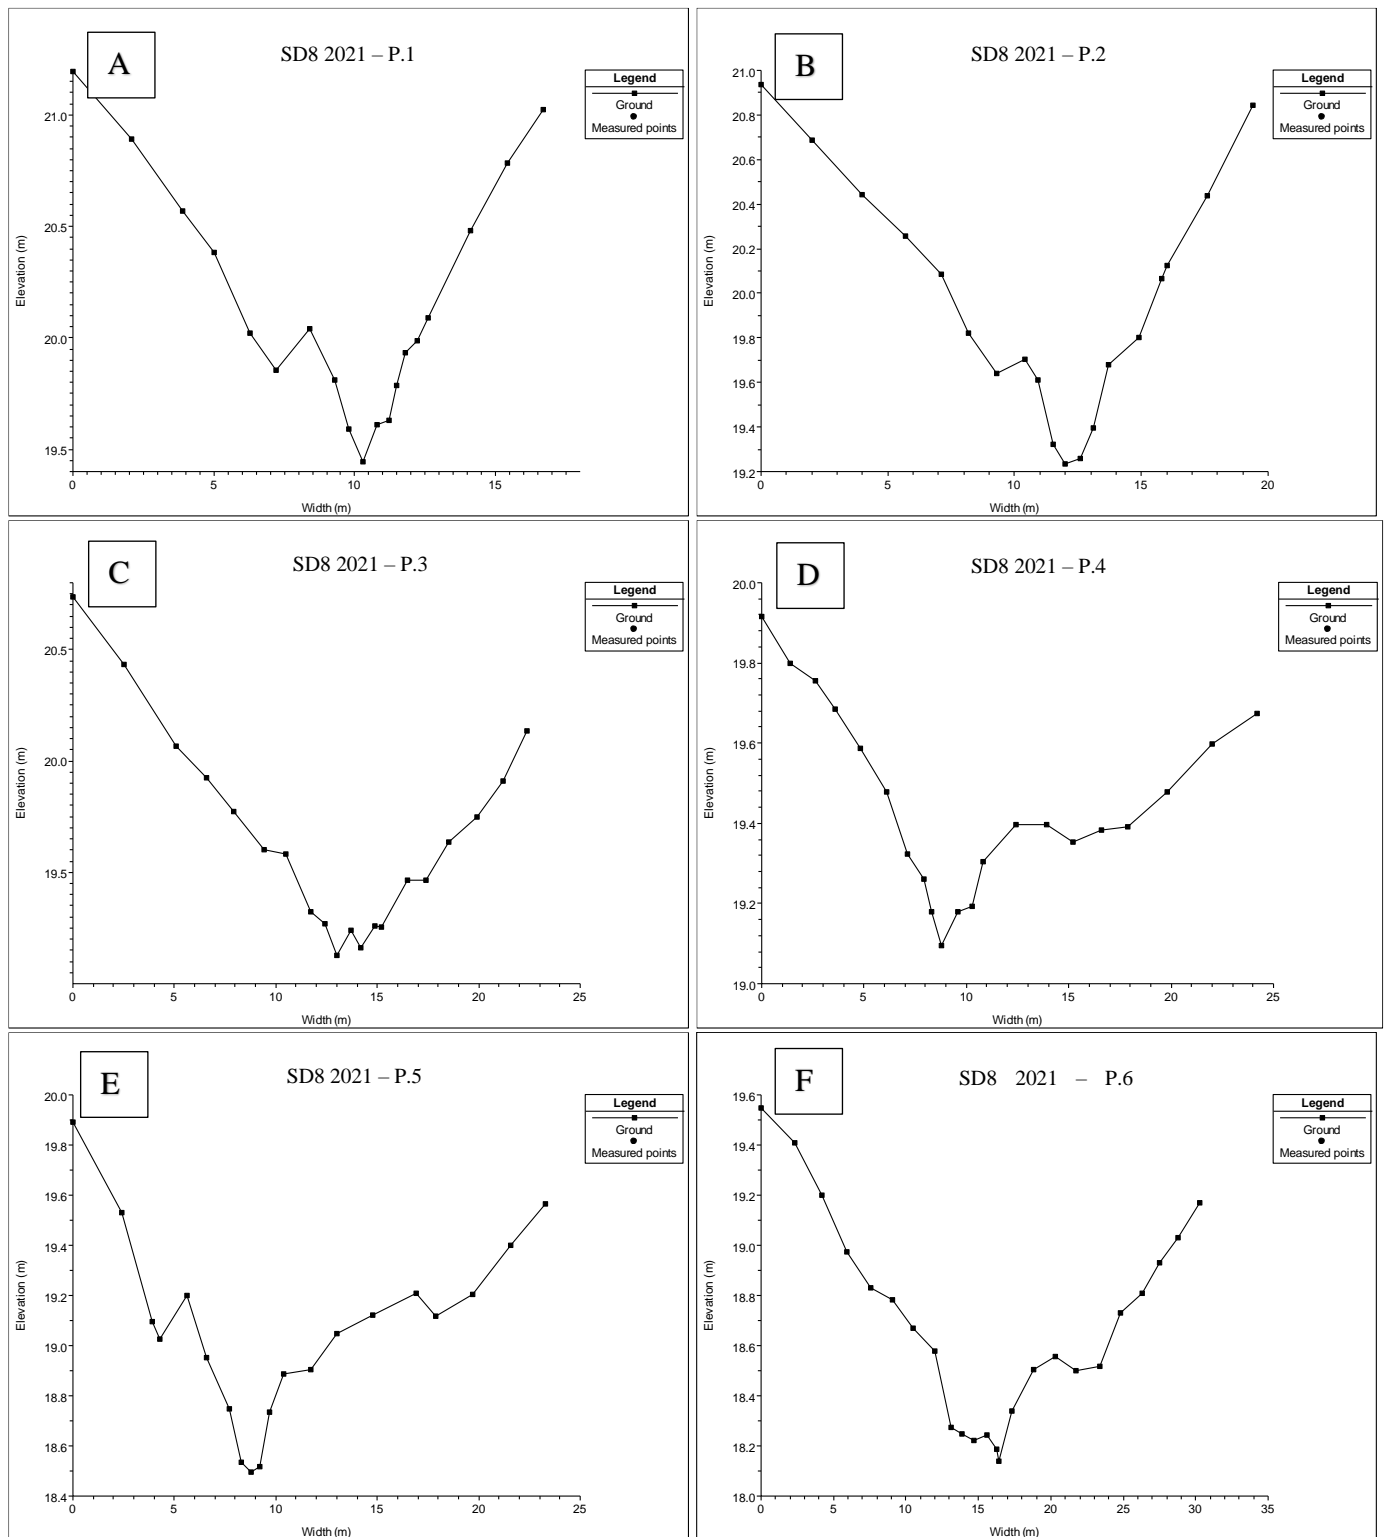 A
SD8 2021 – P.1
Legend
Ground
Measured points
21.0
20.5
20.0
19.5
Elevation (m)
0 5 10 15
Width (m)
B
SD8 2021 – P.2
Legend
Ground
Measured points
21.0
20.8
20.6
20.4
20.2
20.0
19.8
19.6
19.4
19.2
Elevation (m)
0 5 10 15 20
Width (m)
C
SD8 2021 – P.3
Legend
Ground
Measured points
20.5
20.0
19.5
Elevation (m)
0 5 10 15 20 25
Width (m)
D
SD8 2021 – P.4
Legend
Ground
Measured points
20.0
19.8
19.6
19.4
19.2
19.0
Elevation (m)
0 5 10 15 20 25
Width (m)
E
SD8 2021 – P.5
Legend
Ground
Measured points
20.0
19.8
19.6
19.4
19.2
19.0
18.8
18.6
18.4
Elevation (m)
0 5 10 15 20 25
Width (m)
F
SD8 2021 – P.6
Legend
Ground
Measured points
19.6
19.4
19.2
19.0
18.8
18.6
18.4
18.2
18.0
Elevation (m)
0 5 10 15 20 25 30 35
Width (m)